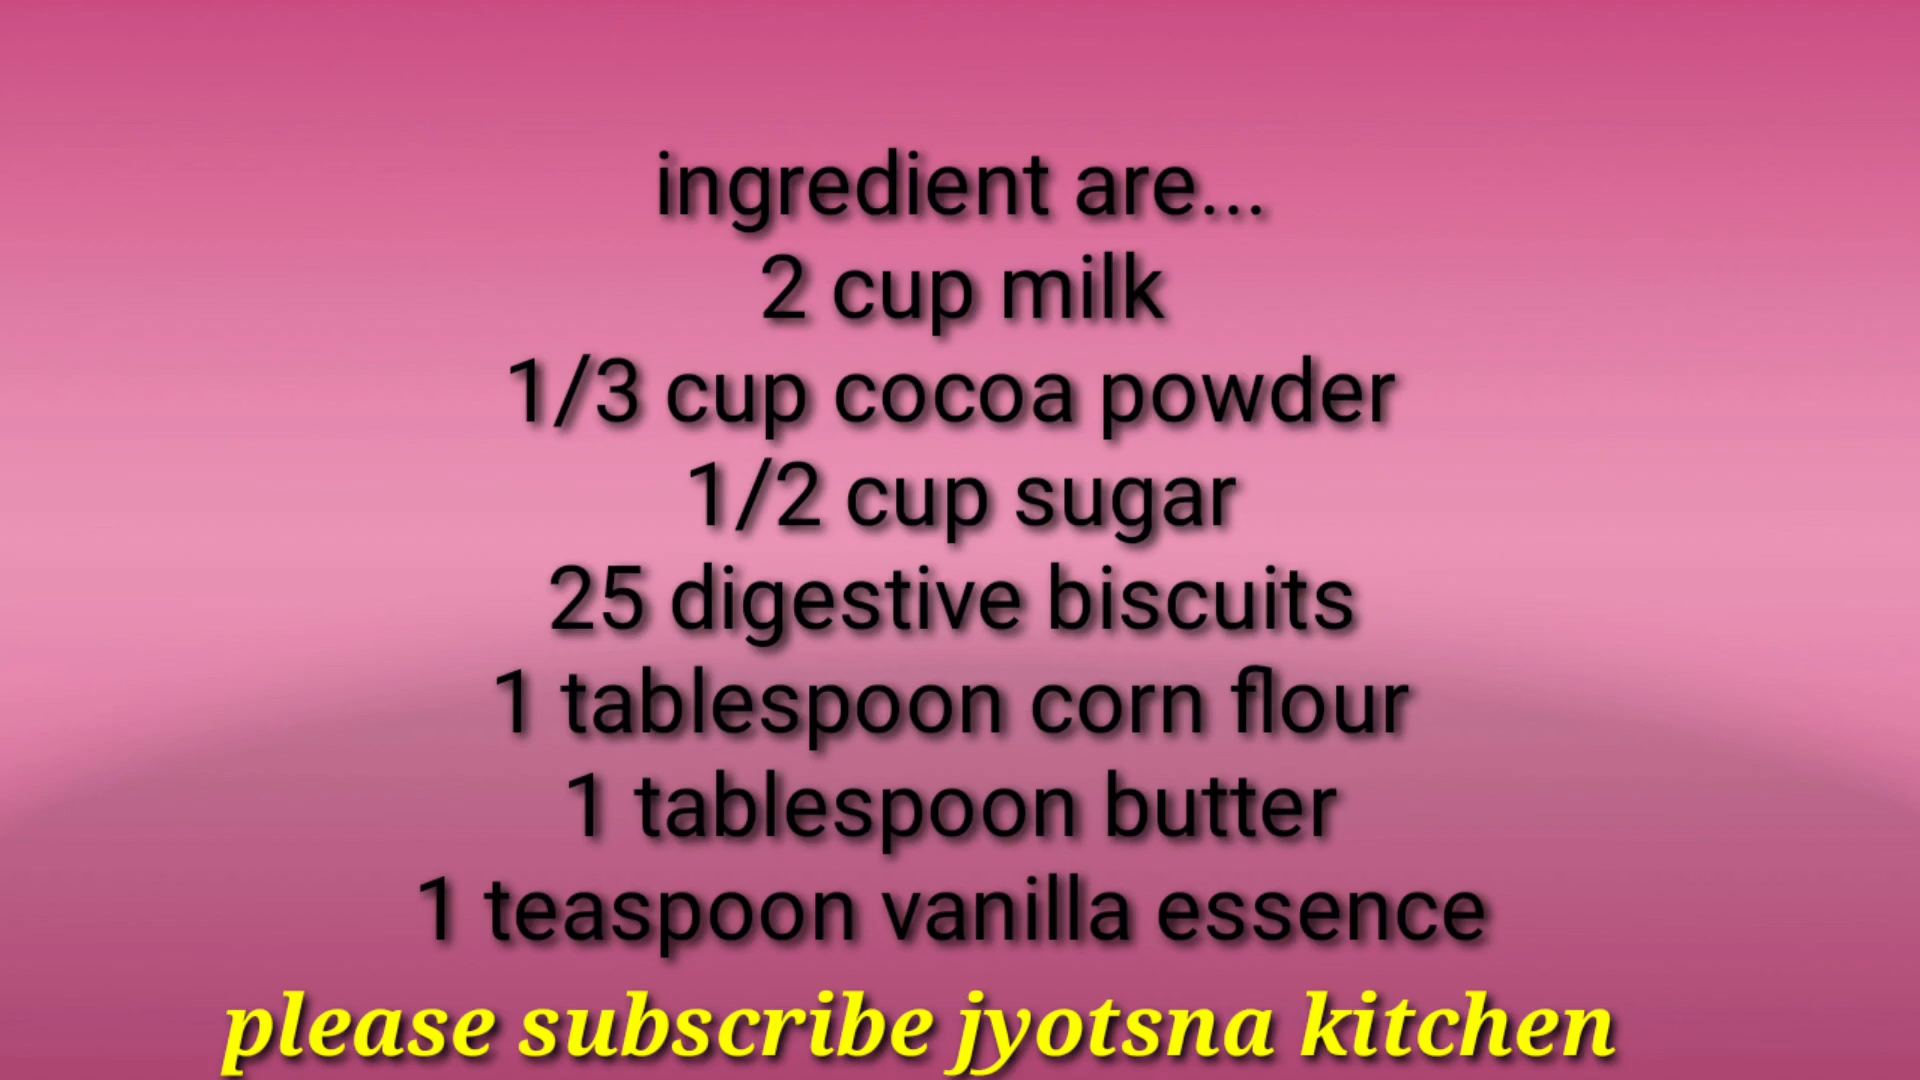 ingredient are...
2 cup milk
1/3 cup cocoa powder
1/2 cup sugar
25 digestive biscuits
1 tablespoon corn flour
1 tablespoon butter
1 teaspoon vanilla essence
please subscribe jyotsna kitchen